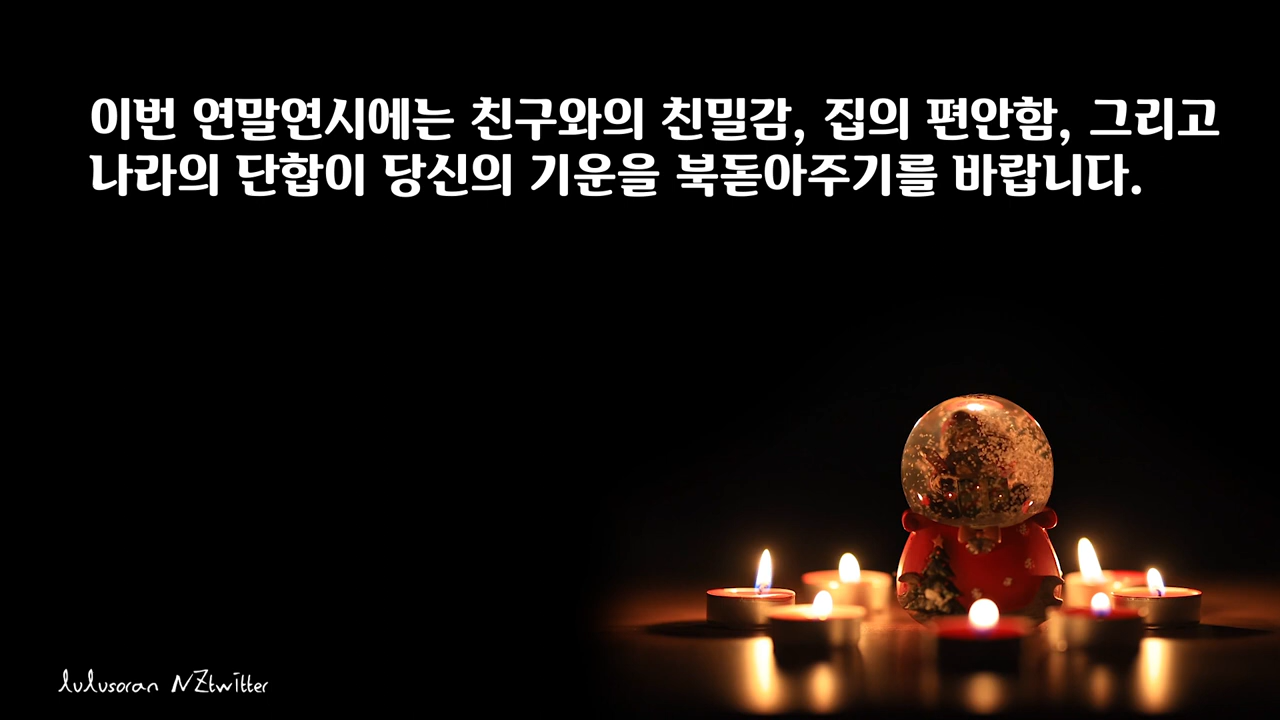 이번 연말연시에는 친구와의 친밀감, 집의 편안함, 그리고
나라의 단합이 당신의 기운을 북돋아주기를 바랍니다.
lulusoran NZtwitter